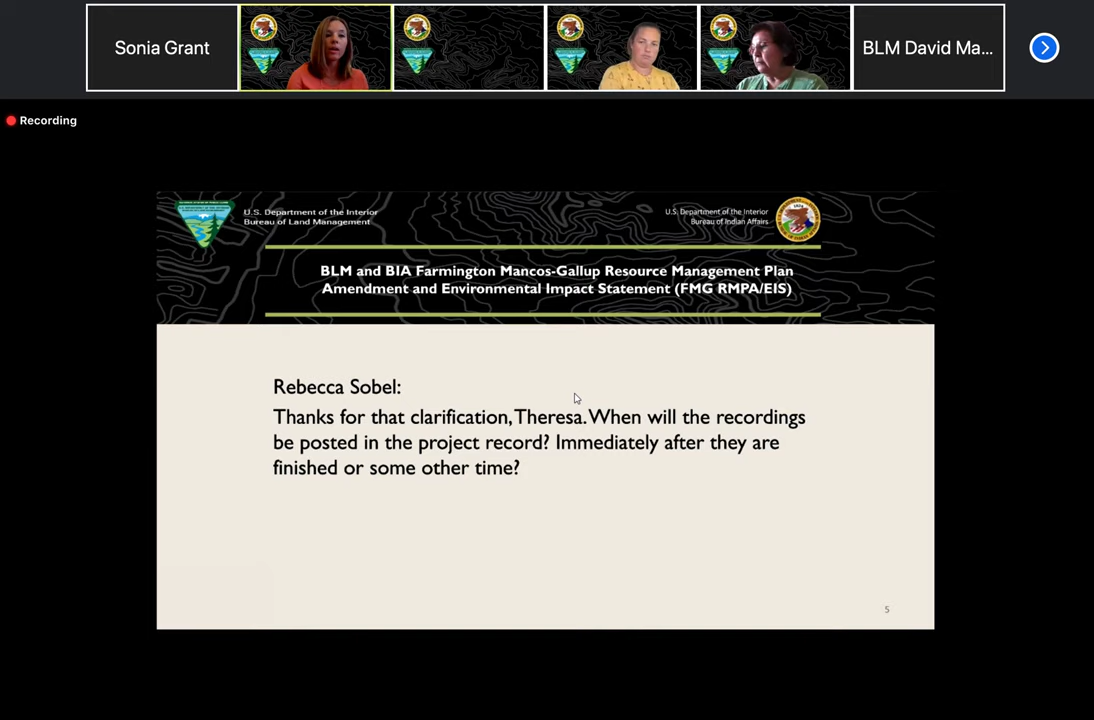 Sonia Grant
BLM David Ma...
Recording
U.S. Department of the Interior
Bureau of Land Management
U.S. Department of the Interior
Bureau of Indian Affairs
BLM and BIA Farmington Mancos-Gallup Resource Management Plan
Amendment and Environmental Impact Statement (FMG RMPA/EIS)
Rebecca Sobel:
Thanks for that clarification, Theresa. When will the recordings
be posted in the project record? Immediately after they are
finished or some other time?
5